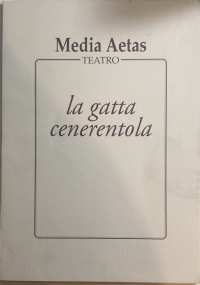 Media Aetas
TEATRO
la gatta
cenerentola